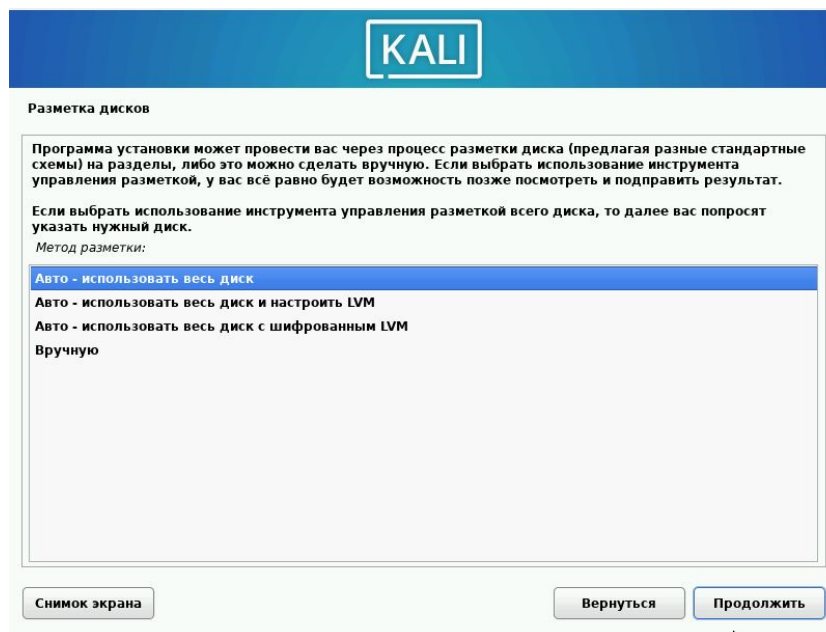 KALI
Разметка дисков
Программа установки может провести вас через процесс разметки диска (предлагая разные стандартные
схемы) на разделы, либо это можно сделать вручную. Если выбрать использование инструмента
управления разметкой, у вас всё равно будет возможность позже посмотреть и подправить результат.
Если выбрать использование инструмента управления разметкой всего диска, то далее вас попросят
указать нужный диск.
Метод разметки:
Авто - использовать весь диск
Авто - использовать весь диск и настроить LVM
Авто - использовать весь диск с шифрованным LVM
Вручную
Снимок экрана
Вернуться
Продолжить